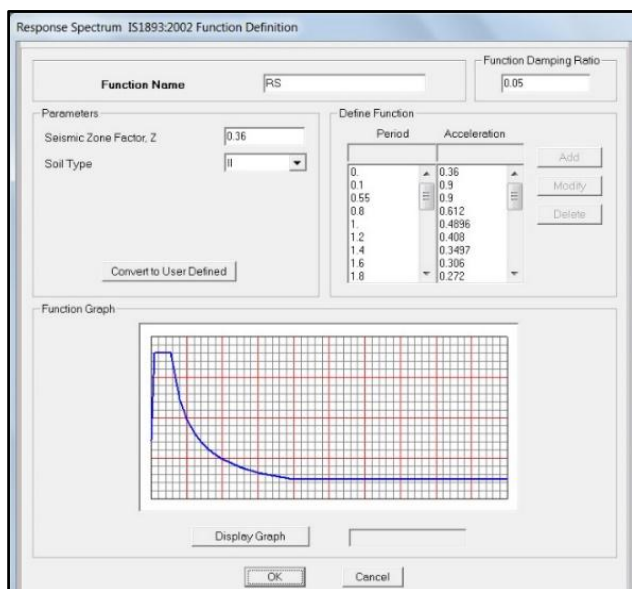 Response Spectrum IS1893:2002 Function Definition
Function Damping Ratio
Function Name RS 0.05
Parameters
Seismic Zone Factor, Z 0.36
Soil Type II
Convert to User Defined
Define Function
Period Acceleration
0. 0.36
0.1 0.9
0.55 0.9
0.8 0.612
1. 0.4896
1.2 0.408
1.4 0.3497
1.6 0.306
1.8 0.272
Add
Modify
Delete
Function Graph
Display Graph
OK Cancel